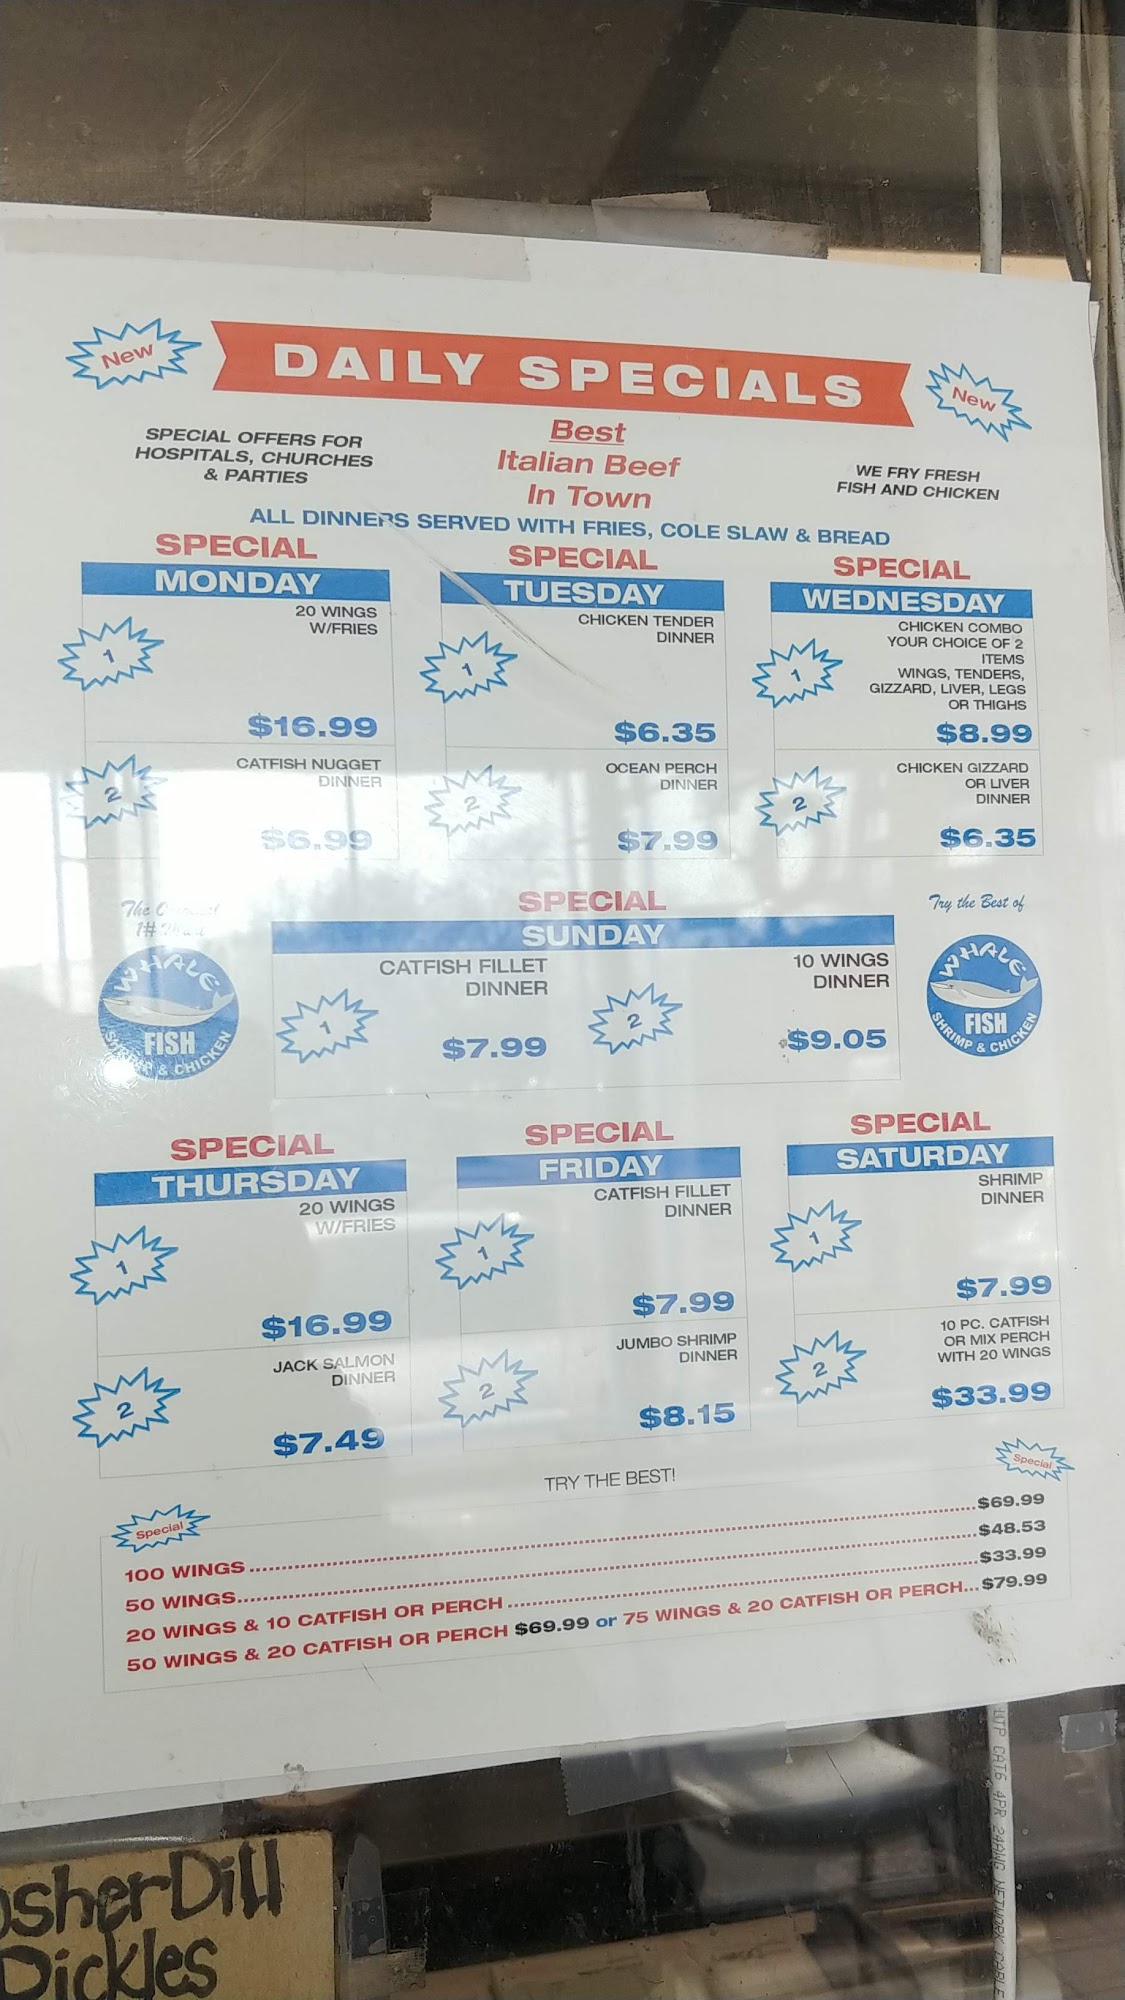 New
DAILY SPECIALS
New
SPECIAL OFFERS FOR
HOSPITALS, CHURCHES
& PARTIES
Best
Italian Beef
In Town
WE FRY FRESH
FISH AND CHICKEN
ALL DINNERS SERVED WITH FRIES, COLE SLAW & BREAD
SPECIAL
MONDAY
1
20 WINGS
W/FRIES
$16.99
2
CATFISH NUGGET
DINNER
$6.99
SPECIAL
TUESDAY
1
CHICKEN TENDER
DINNER
$6.35
2
OCEAN PERCH
DINNER
$7.99
SPECIAL
WEDNESDAY
1
CHICKEN COMBO
YOUR CHOICE OF 2
ITEMS
WINGS, TENDERS,
GIZZARD, LIVER, LEGS
OR THIGHS
$8.99
2
CHICKEN GIZZARD
OR LIVER
DINNER
$6.35
The
1#
WHALE
FISH
& CHICKEN
SPECIAL
SUNDAY
1
CATFISH FILLET
DINNER
$7.99
2
10 WINGS
DINNER
$9.05
Try the Best of
WHALE
FISH
SHRIMP & CHICKEN
SPECIAL
THURSDAY
1
20 WINGS
W/FRIES
$16.99
2
JACK SALMON
DINNER
$7.49
SPECIAL
FRIDAY
1
CATFISH FILLET
DINNER
$7.99
2
JUMBO SHRIMP
DINNER
$8.15
SPECIAL
SATURDAY
1
SHRIMP
DINNER
$7.99
2
10 PC. CATFISH
OR MIX PERCH
WITH 20 WINGS
$33.99
TRY THE BEST!
Special
Special
100 WINGS $69.99
50 WINGS $48.53
20 WINGS & 10 CATFISH OR PERCH $33.99
50 WINGS & 20 CATFISH OR PERCH $69.99 or 75 WINGS & 20 CATFISH OR PERCH... $79.99
UTP CAT6 4PR 24AWG NETWORK CABLE
osher Dill
Pickles